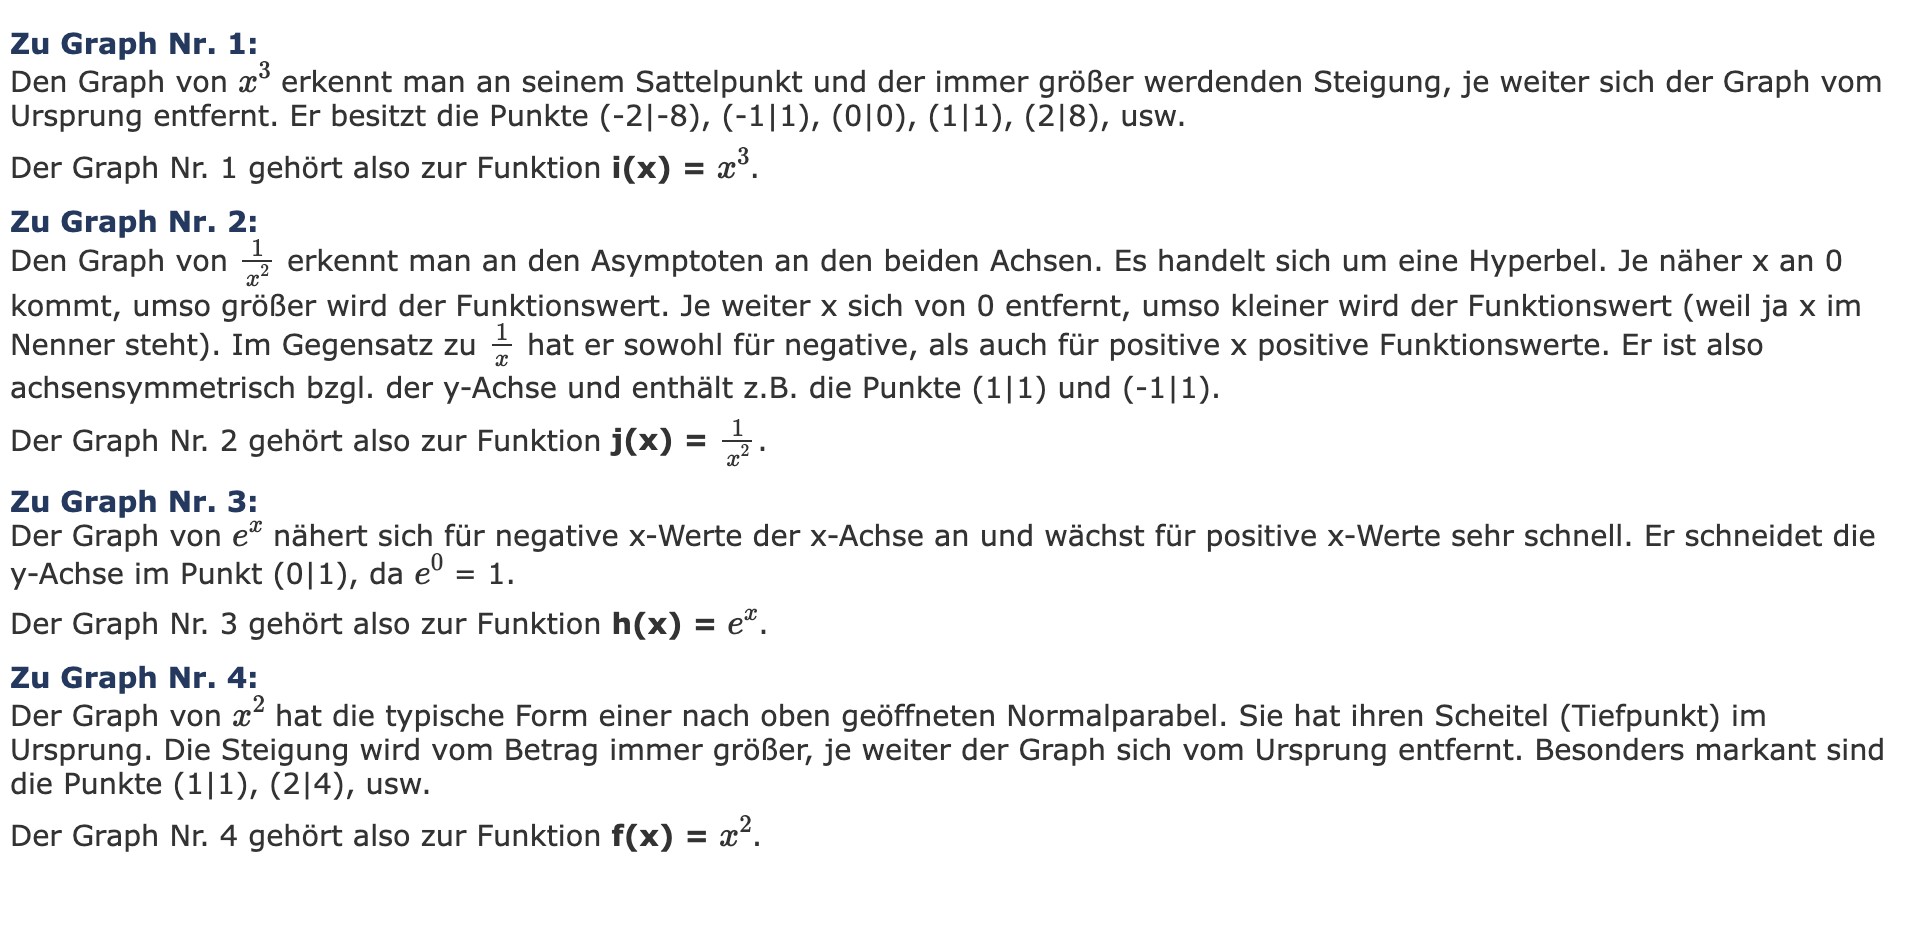 Zu Graph Nr. 1:
Den Graph von x³ erkennt man an seinem Sattelpunkt und der immer größer werdenden Steigung, je weiter sich der Graph vom
Ursprung entfernt. Er besitzt die Punkte (-2|-8), (-1|1), (0|0), (1|1), (2|8), usw.
Der Graph Nr. 1 gehört also zur Funktion i(x) = x³.
Zu Graph Nr. 2:
Den Graph von 1/x² erkennt man an den Asymptoten an den beiden Achsen. Es handelt sich um eine Hyperbel. Je näher x an 0
kommt, umso größer wird der Funktionswert. Je weiter x sich von 0 entfernt, umso kleiner wird der Funktionswert (weil ja x im
Nenner steht). Im Gegensatz zu 1/x hat er sowohl für negative, als auch für positive x positive Funktionswerte. Er ist also
achsensymmetrisch bzgl. der y-Achse und enthält z.B. die Punkte (1|1) und (-1|1).
Der Graph Nr. 2 gehört also zur Funktion j(x) = 1/x².
Zu Graph Nr. 3:
Der Graph von eˣ nähert sich für negative x-Werte der x-Achse an und wächst für positive x-Werte sehr schnell. Er schneidet die
y-Achse im Punkt (0|1), da e⁰ = 1.
Der Graph Nr. 3 gehört also zur Funktion h(x) = eˣ.
Zu Graph Nr. 4:
Der Graph von x² hat die typische Form einer nach oben geöffneten Normalparabel. Sie hat ihren Scheitel (Tiefpunkt) im
Ursprung. Die Steigung wird vom Betrag immer größer, je weiter der Graph sich vom Ursprung entfernt. Besonders markant sind
die Punkte (1|1), (2|4), usw.
Der Graph Nr. 4 gehört also zur Funktion f(x) = x².